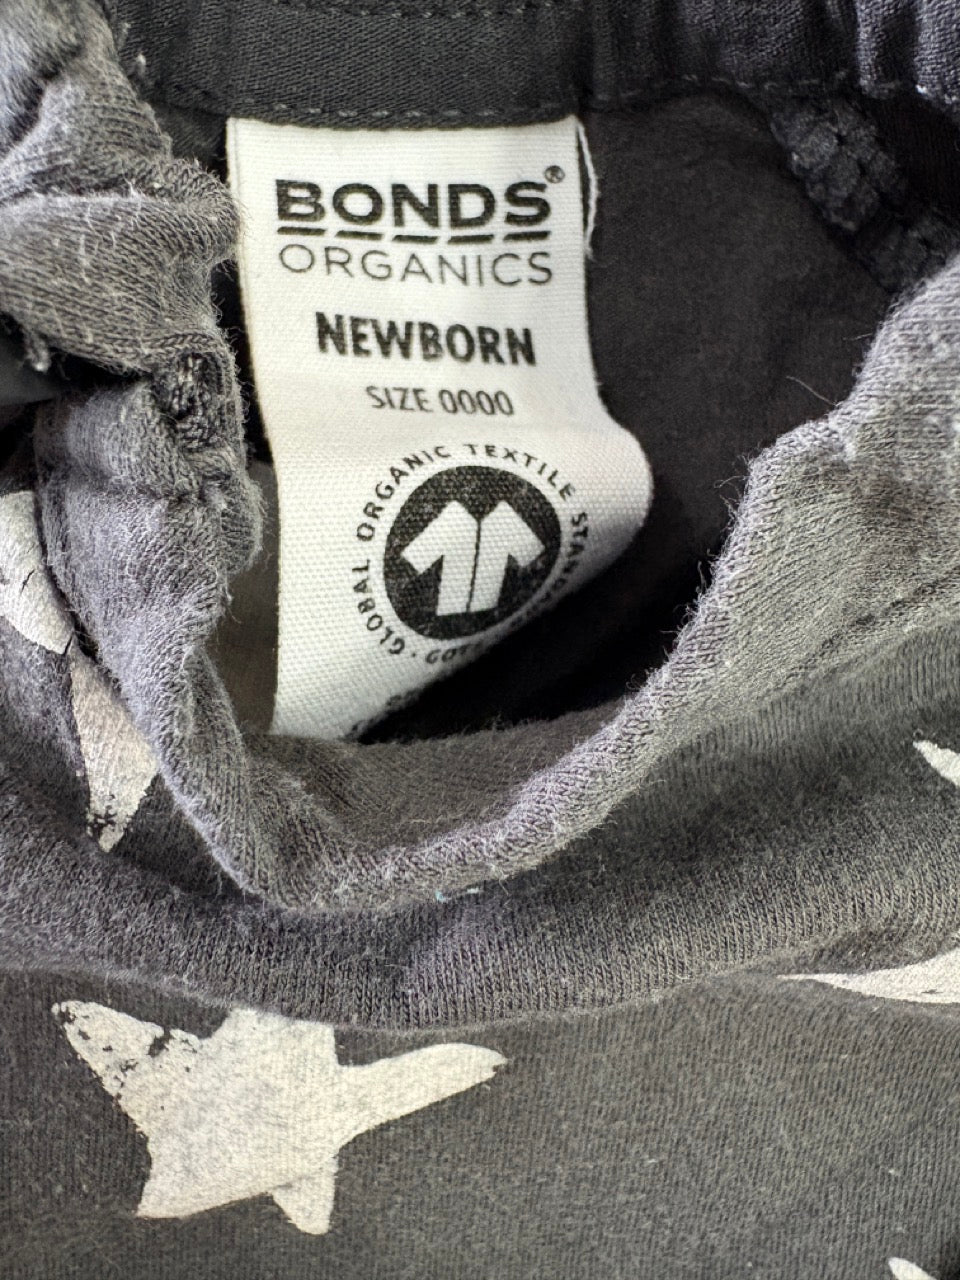 BONDS®
ORGANICS
NEWBORN
SIZE 0000
GLOBAL ORGANIC TEXTILE